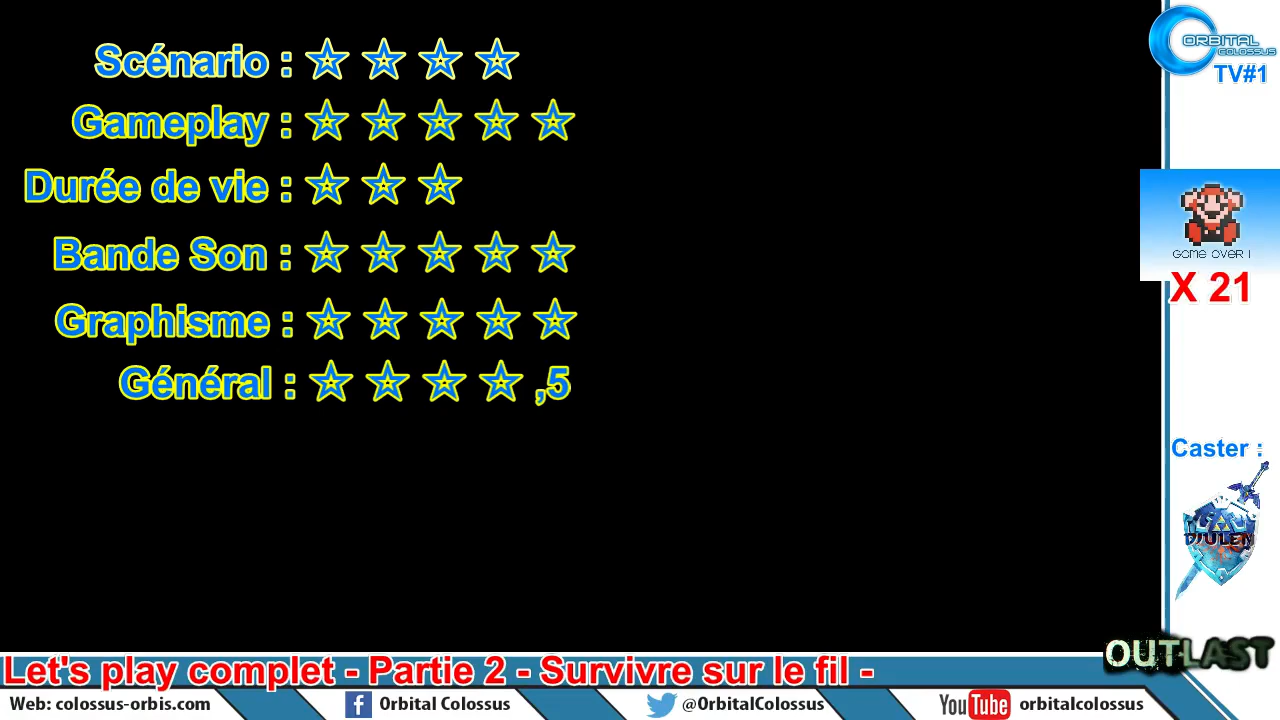 Scénario : ☆ ☆ ☆ ☆
Gameplay : ☆ ☆ ☆ ☆ ☆
Durée de vie : ☆ ☆ ☆
Bande Son : ☆ ☆ ☆ ☆ ☆
Graphisme : ☆ ☆ ☆ ☆ ☆
Général : ☆ ☆ ☆ ☆ ,5
ORBITAL
COLOSSUS
TV#1
GAME OVER !
X 21
Caster :
DJULEN
OUTLAST
Let's play complet - Partie 2 - Survivre sur le fil -
Web: colossus-orbis.com
Orbital Colossus
@OrbitalColossus
YouTube
orbitalcolossus